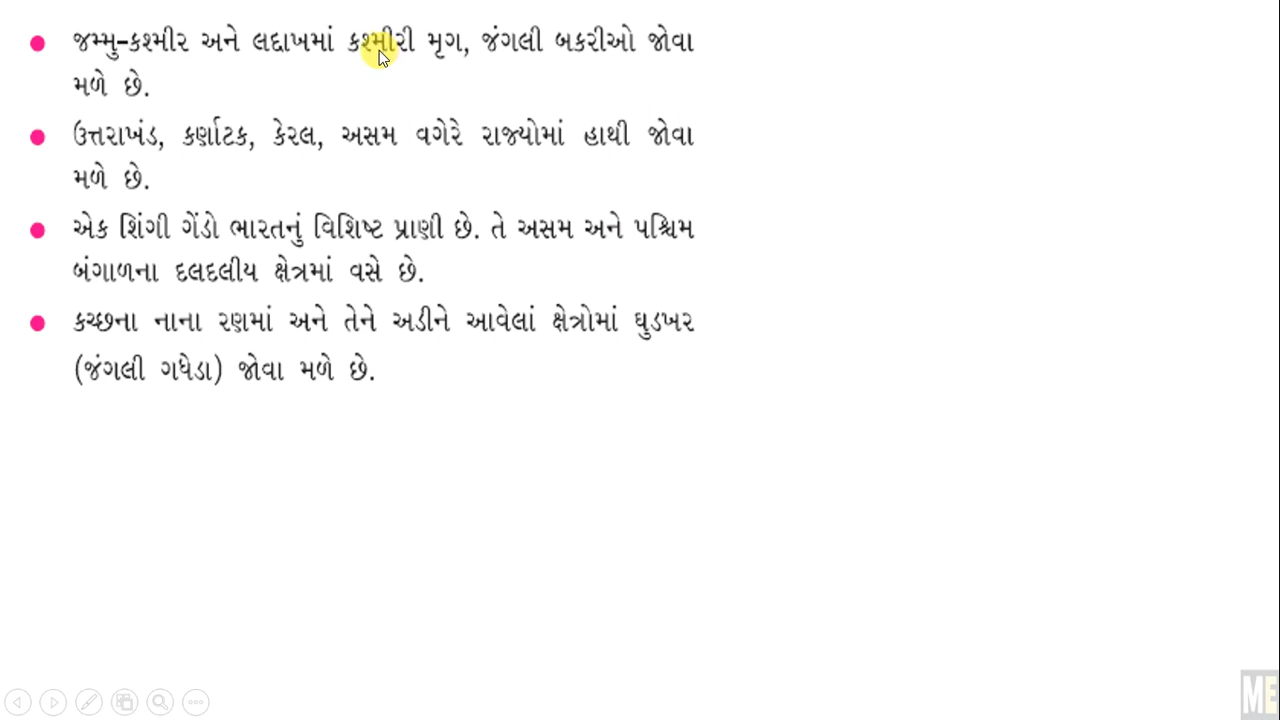 જમ્મુ-કશ્મીર અને લદ્દાખમાં કશ્મીરી મૃગ, જંગલી બકરીઓ જોવા
મળે છે.
ઉત્તરાખંડ, કર્ણાટક, કેરલ, અસમ વગેરે રાજ્યોમાં હાથી જોવા
મળે છે.
એક શિંગી ગેંડો ભારતનું વિશિષ્ટ પ્રાણી છે. તે અસમ અને પશ્ચિમ
બંગાળના દલદલીય ક્ષેત્રમાં વસે છે.
કચ્છના નાના રણમાં અને તેને અડીને આવેલાં ક્ષેત્રોમાં ઘુડખર
(જંગલી ગધેડા) જોવા મળે છે.
ME